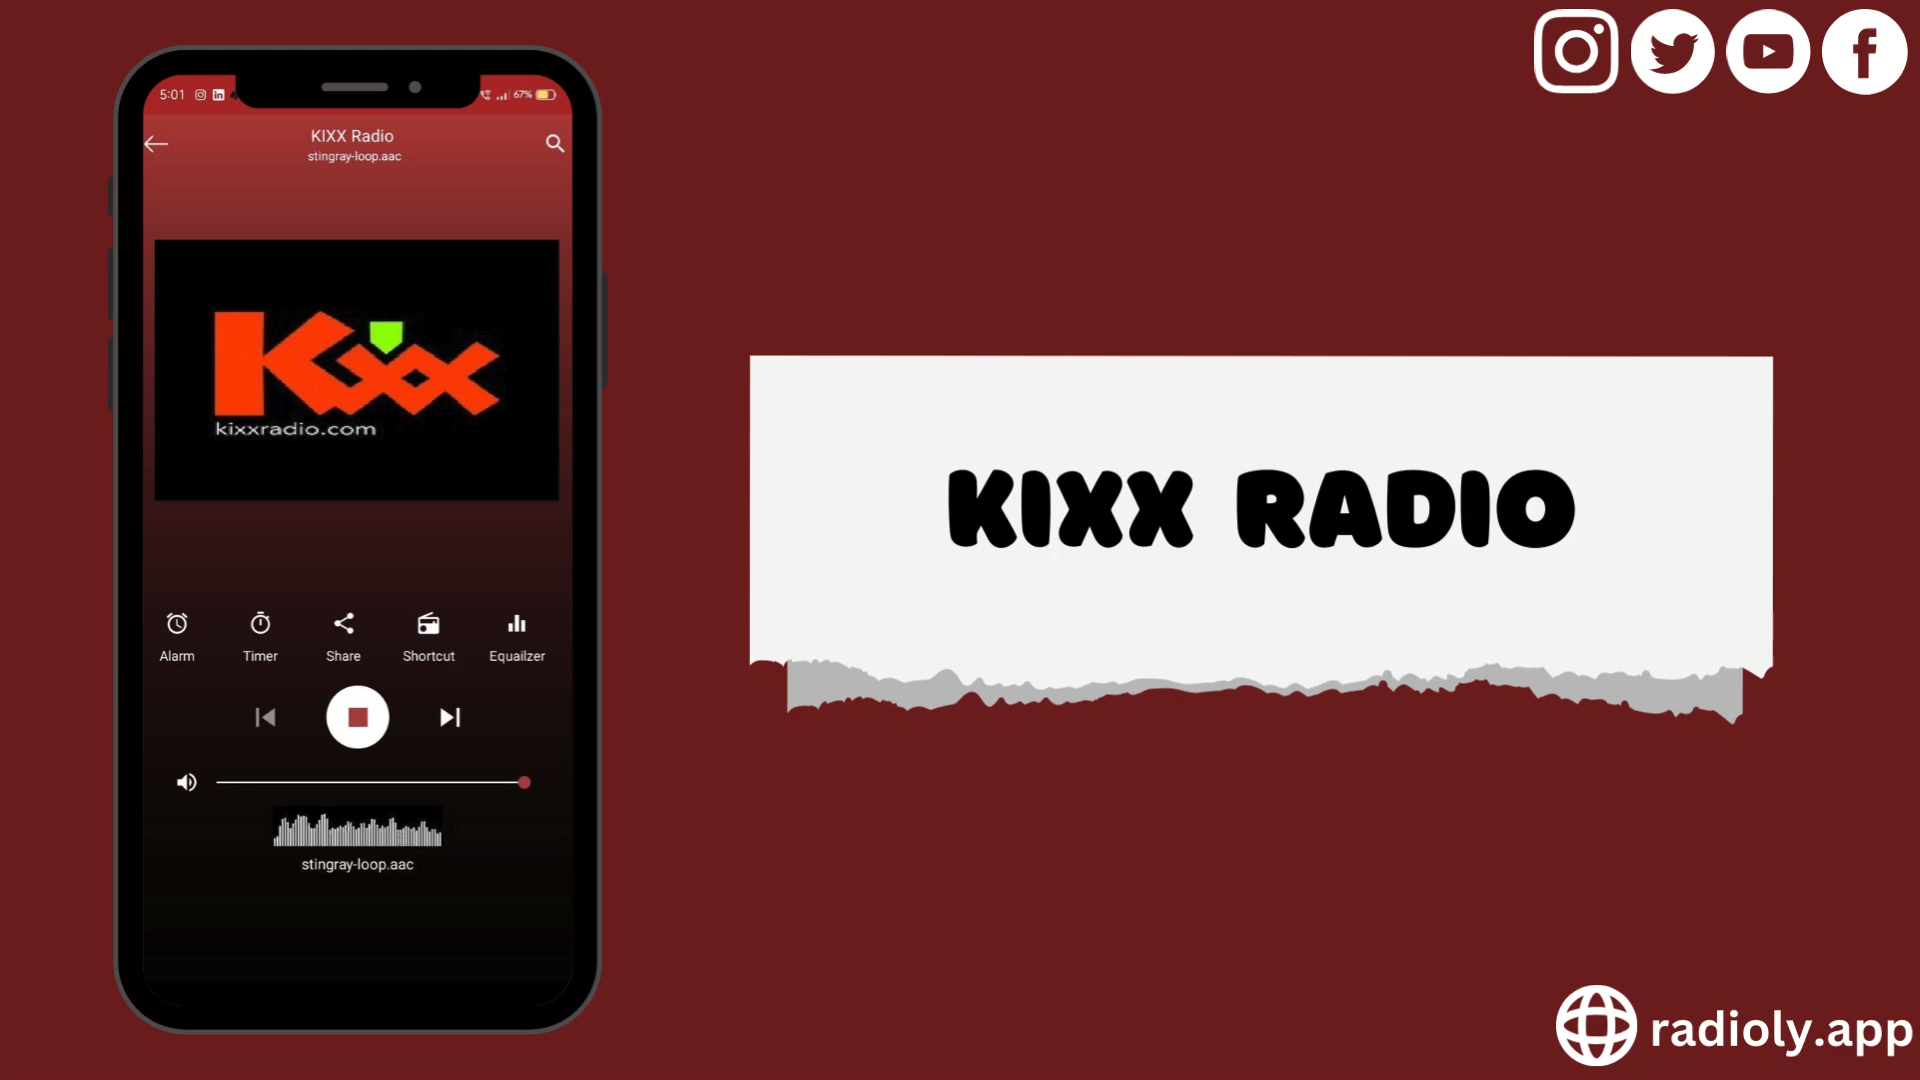 5:01
67%
KIXX Radio
stingray-loop.aac
Kixx
kixxradio.com
Alarm
Timer
Share
Shortcut
Equailzer
stingray-loop.aac
KIXX RADIO
radioly.app